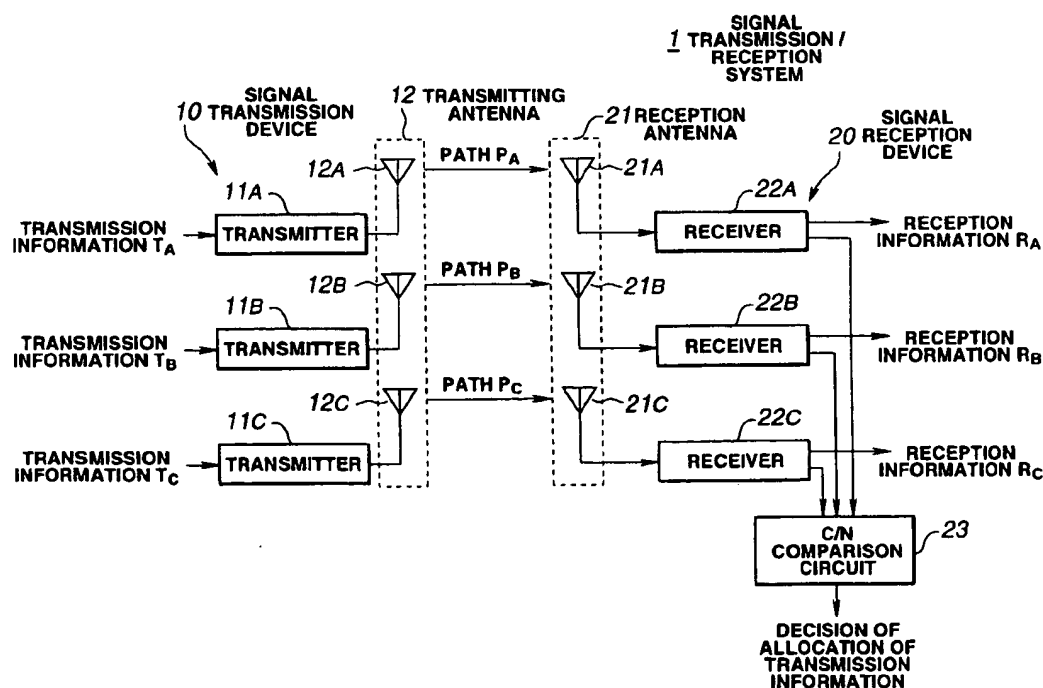 1 SIGNAL
TRANSMISSION /
RECEPTION
SYSTEM
10 SIGNAL
TRANSMISSION
DEVICE
12 TRANSMITTING
ANTENNA
21 RECEPTION
ANTENNA
20 SIGNAL
RECEPTION
DEVICE
12A
PATH PA
21A
11A
22A
TRANSMISSION
INFORMATION TA
TRANSMITTER
RECEIVER
RECEPTION
INFORMATION RA
12B
PATH PB
21B
11B
22B
TRANSMISSION
INFORMATION TB
TRANSMITTER
RECEIVER
RECEPTION
INFORMATION RB
12C
PATH PC
21C
11C
22C
TRANSMISSION
INFORMATION TC
TRANSMITTER
RECEIVER
RECEPTION
INFORMATION RC
C/N
COMPARISON
CIRCUIT
23
DECISION OF
ALLOCATION OF
TRANSMISSION
INFORMATION